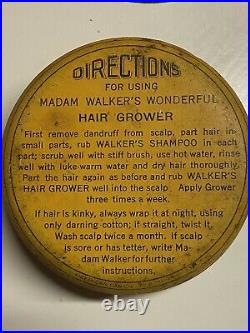 DIRECTIONS
FOR USING
MADAM WALKER'S WONDERFUL
HAIR GROWER
First remove dandruff from scalp, part hair in
small parts, rub WALKER'S SHAMPOO in each
part; scrub well with stiff brush, use hot water, rinse
well with luke-warm water and dry hair thoroughly.
Part the hair again as before and rub WALKER'S
HAIR GROWER well into the scalp. Apply Grower
three times a week.
If hair is kinky, always wrap it at night, using
only darning cotton; if straight, twist it.
Wash scalp twice a month. If scalp
is sore or has tetter, write Ma-
dam Walker for further
instructions.